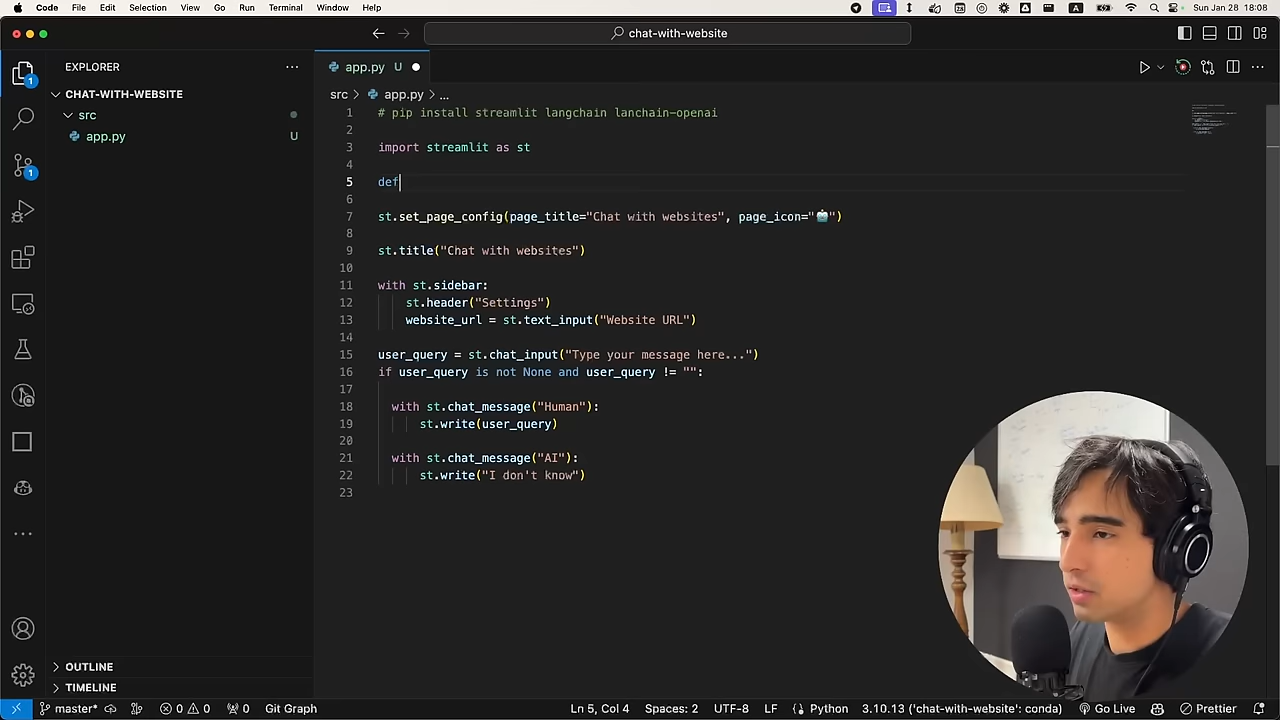 Code File Edit Selection View Go Run Terminal Window Help
Sun Jan 28 18:08
chat-with-website
EXPLORER
CHAT-WITH-WEBSITE
src
app.py U
1
1
app.py U
src > app.py > ...
1 # pip install streamlit langchain lanchain-openai
2
3 import streamlit as st
4
5 def
6
7 st.set_page_config(page_title="Chat with websites", page_icon="🤖")
8
9 st.title("Chat with websites")
10
11 with st.sidebar:
12 st.header("Settings")
13 website_url = st.text_input("Website URL")
14
15 user_query = st.chat_input("Type your message here...")
16 if user_query is not None and user_query != "":
17
18 with st.chat_message("Human"):
19 st.write(user_query)
20
21 with st.chat_message("AI"):
22 st.write("I don't know")
23
OUTLINE
TIMELINE
master* 0 0 0 Git Graph
Ln 5, Col 4 Spaces: 2 UTF-8 LF Python 3.10.13 ('chat-with-website': conda) Go Live Prettier